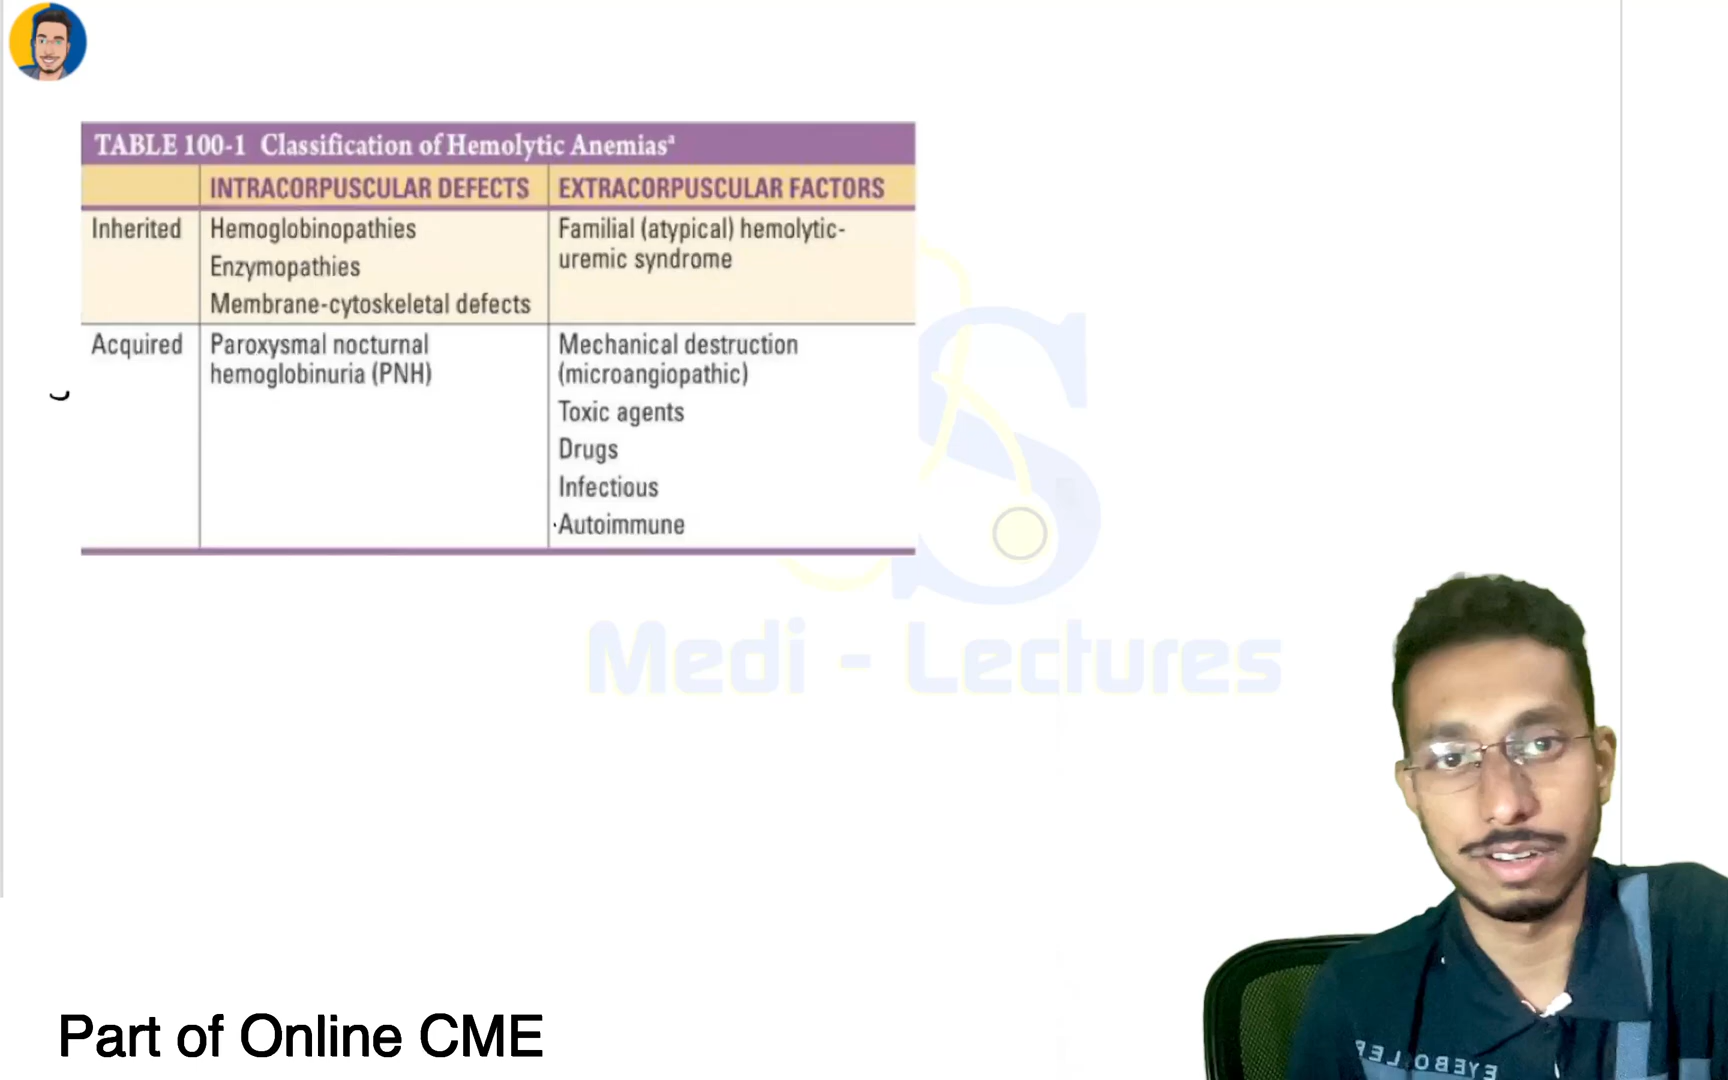 TABLE 100-1 Classification of Hemolytic Anemiasª
INTRACORPUSCULAR DEFECTS EXTRACORPUSCULAR FACTORS
Inherited Hemoglobinopathies Familial (atypical) hemolytic-
Enzymopathies uremic syndrome
Membrane-cytoskeletal defects
Acquired Paroxysmal nocturnal Mechanical destruction
hemoglobinuria (PNH) (microangiopathic)
Toxic agents
Drugs
Infectious
Autoimmune
S
Medi - Lectures
Part of Online CME